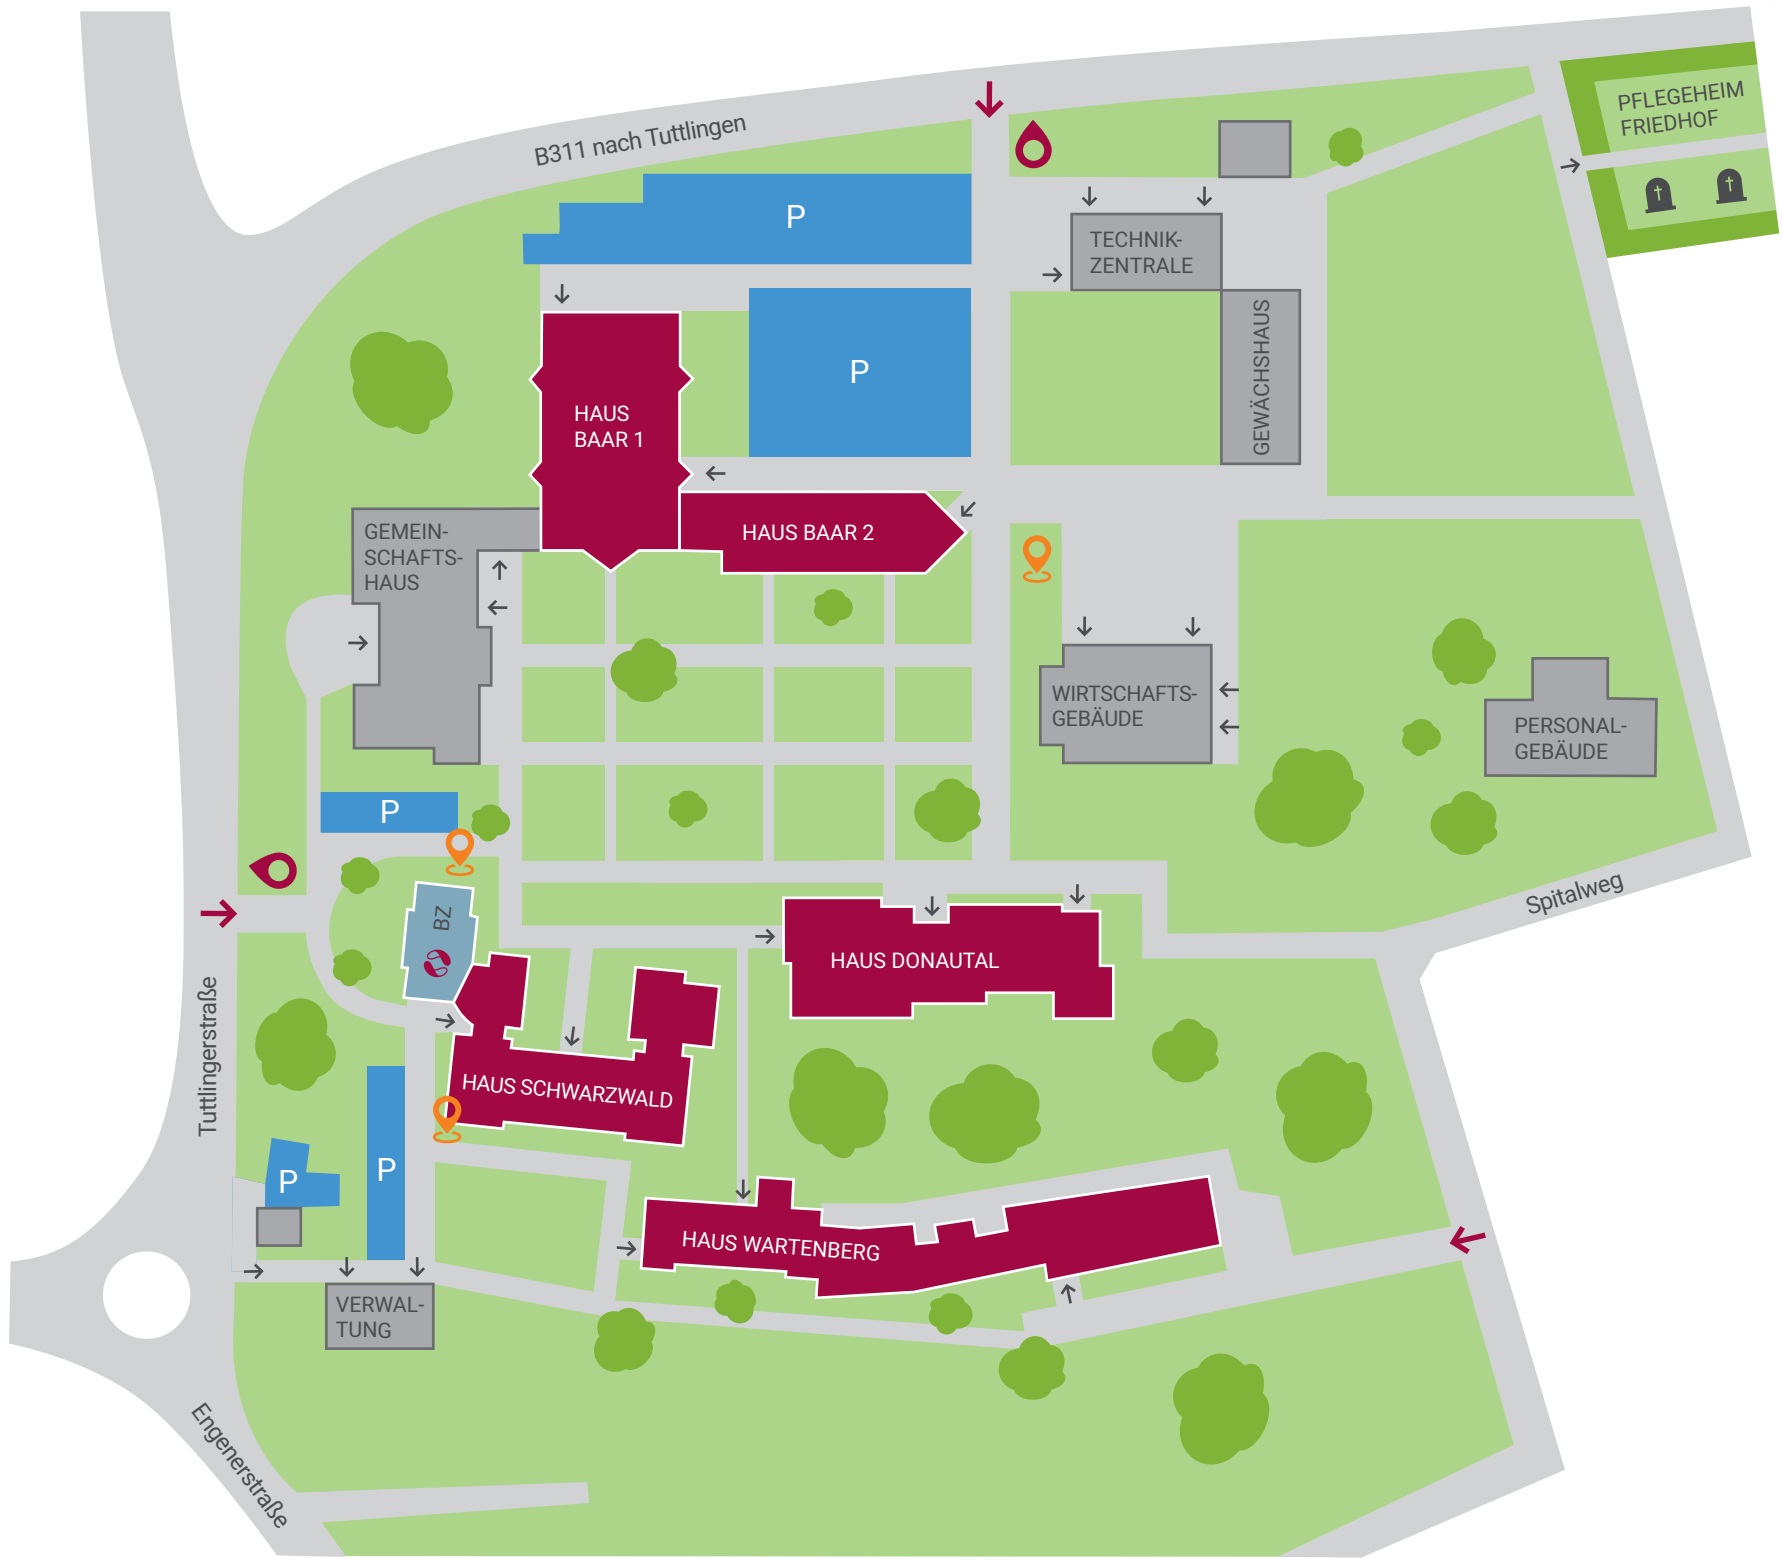 PFLEGEHEIM
FRIEDHOF
B311 nach Tuttlingen
P
TECHNIK-
ZENTRALE
P
GEWÄCHSHAUS
HAUS
BAAR 1
HAUS BAAR 2
GEMEIN-
SCHAFTS-
HAUS
WIRTSCHAFTS-
GEBÄUDE
PERSONAL-
GEBÄUDE
P
Spitalweg
BZ
HAUS DONAUTAL
Tuttlingerstraße
HAUS SCHWARZWALD
P
P
HAUS WARTENBERG
VERWAL-
TUNG
Engenerstraße